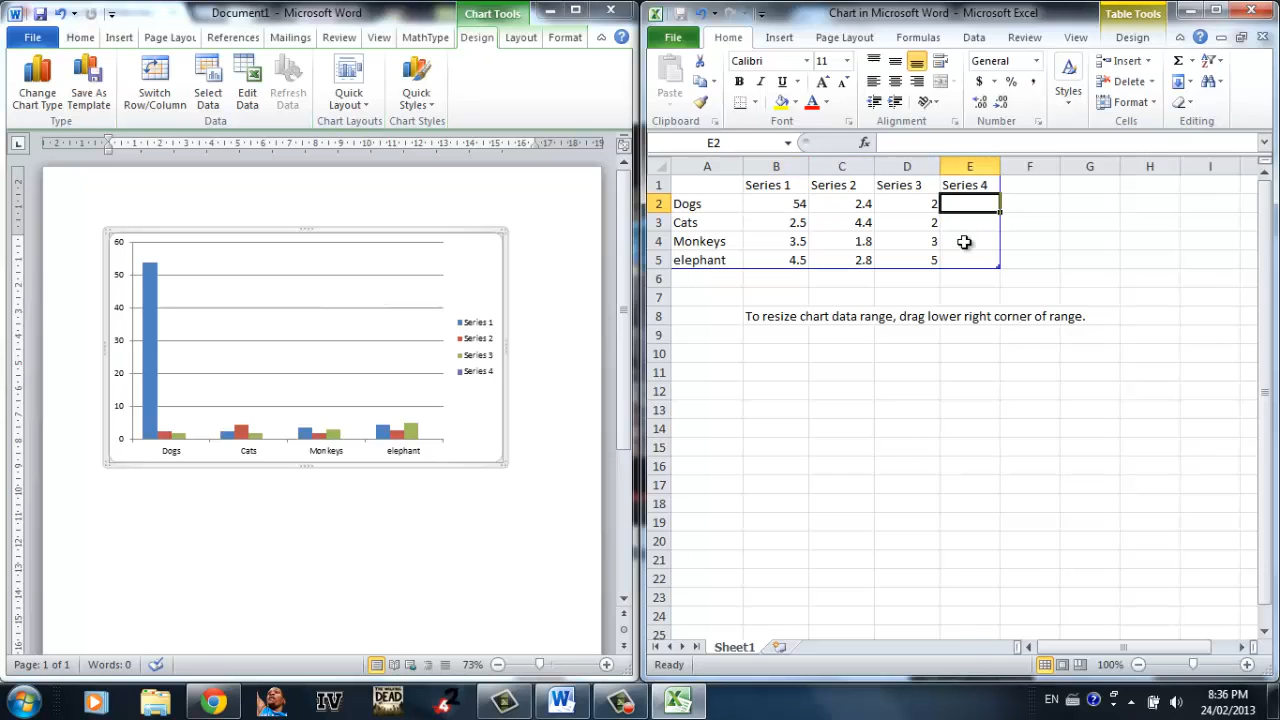 Document1 - Microsoft Word
Chart Tools
File Home Insert Page Layou References Mailings Review View MathType Design Layout Format
Change Chart Type
Save As Template
Switch Row/Column
Select Data
Edit Data
Refresh Data
Quick Layout
Quick Styles
Type Data Chart Layouts Chart Styles
60
50
40
30
20
10
0
Dogs Cats Monkeys elephant
Series 1
Series 2
Series 3
Series 4
Page: 1 of 1 Words: 0 73%
Chart in Microsoft Word - Microsoft Excel
Table Tools
File Home Insert Page Layout Formulas Data Review View Design
Paste
Calibri 11
B I U
General
$ % ,
Styles
Insert
Delete
Format
Clipboard Font Alignment Number Cells Editing
E2 fx
A B C D E F G H I
1 Series 1 Series 2 Series 3 Series 4
2 Dogs 54 2.4 2
3 Cats 2.5 4.4 2
4 Monkeys 3.5 1.8 3
5 elephant 4.5 2.8 5
6
7
8 To resize chart data range, drag lower right corner of range.
9
10
11
12
13
14
15
16
17
18
19
20
21
22
23
24
25
Sheet1
Ready 100%
IV
THE WALKING DEAD
EN 8:36 PM
24/02/2013